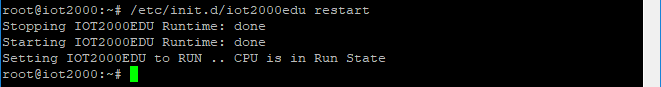 root@iot2000:~# /etc/init.d/iot2000edu restart
Stopping IOT2000EDU Runtime: done
Starting IOT2000EDU Runtime: done
Setting IOT2000EDU to RUN .. CPU is in Run State
root@iot2000:~#